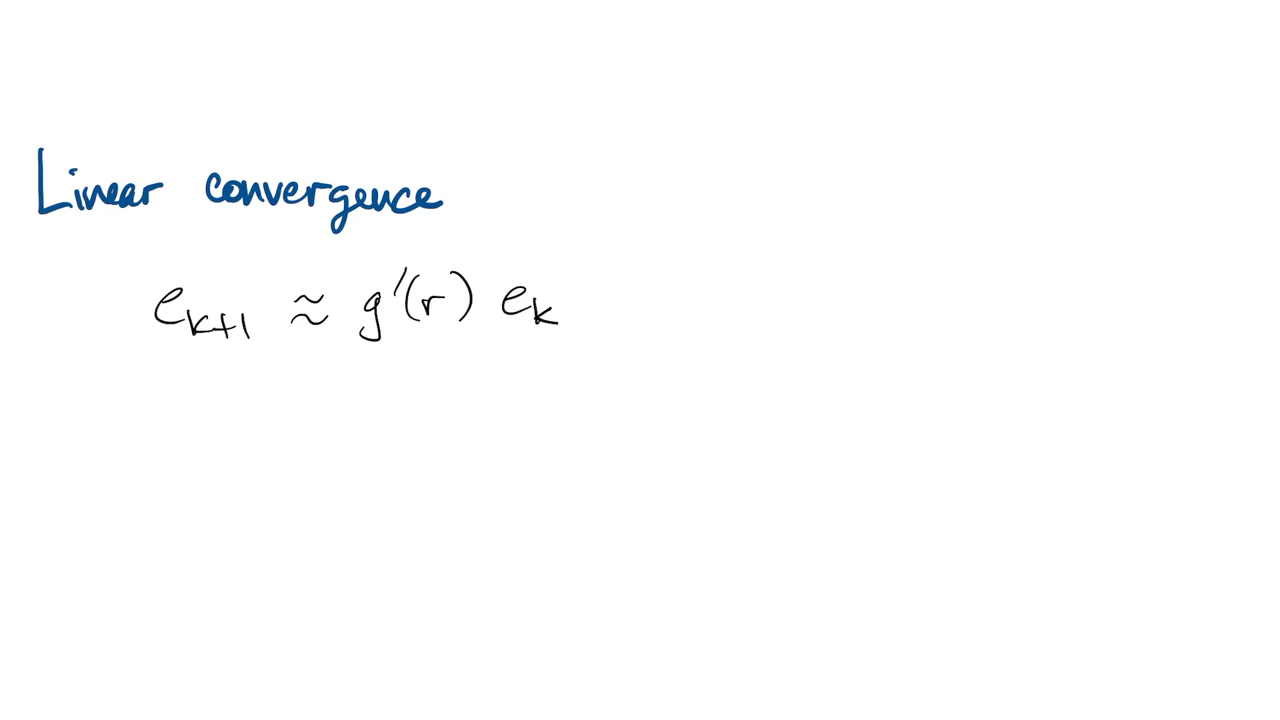 Linear convergence
e_{k+1} ≈ g'(r) e_k